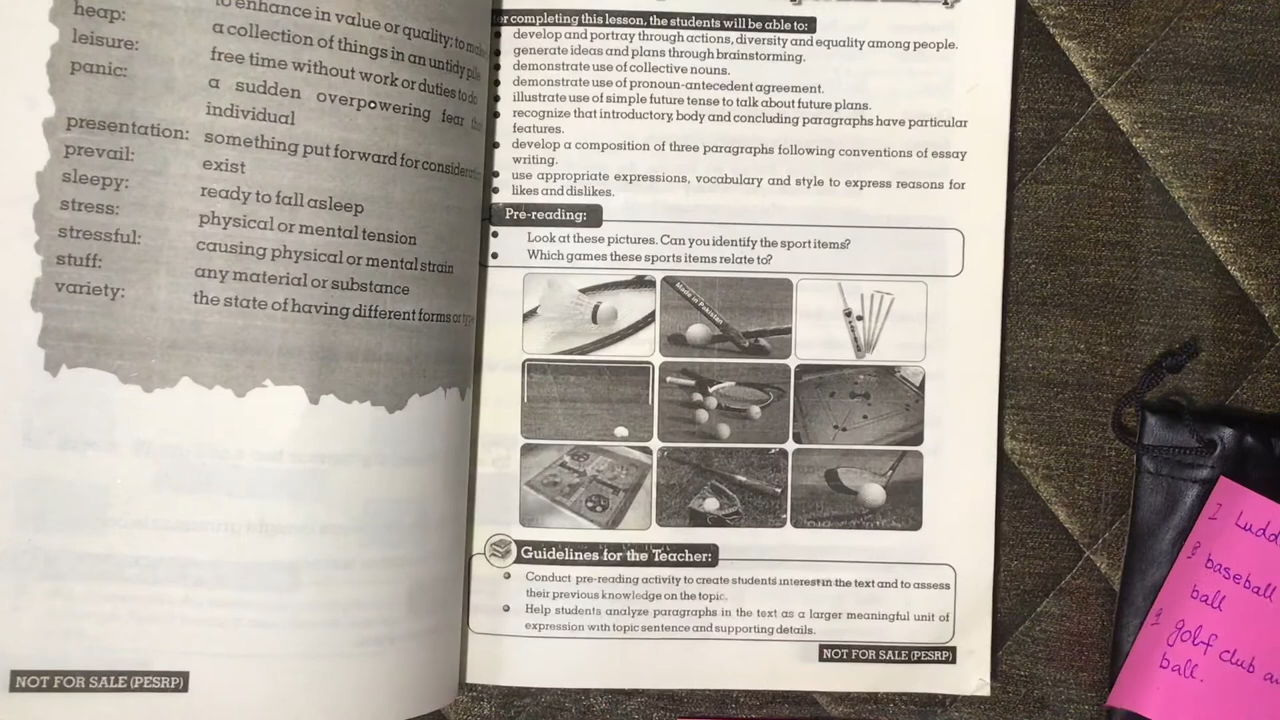 heap:
leisure:
panic:
presentation:
prevail:
sleepy:
stress:
stressful:
stuff:
variety:
to enhance in value or quality; to make
a collection of things in an untidy pile
free time without work or duties to do
a sudden overpowering fear
individual
something put forward for
exist
ready to fall asleep
physical or mental tension
causing physical or mental strain
any material or substance
the state of having different forms or
NOT FOR SALE (PESRP)
completing this lesson, the students will be able to:
develop and portray through actions, diversity and equality among people.
generate ideas and plans through brainstorming.
demonstrate use of collective nouns.
demonstrate use of pronoun-antecedent agreement.
illustrate use of simple future tense to talk about future plans.
recognize that introductory, body and concluding paragraphs have particular
features.
develop a composition of three paragraphs following conventions of essay
writing.
use appropriate expressions, vocabulary and style to express reasons for
likes and dislikes.
Pre-reading:
Look at these pictures. Can you identify the sport items?
Which games these sports items relate to?
Made in Pakistan
Guidelines for the Teacher:
Conduct pre-reading activity to create students interest in the text and to assess
their previous knowledge on the topic.
Help students analyze paragraphs in the text as a larger meaningful unit of
expression with topic sentence and supporting details.
NOT FOR SALE (PESRP)
baseball
ball
golf club
ball.